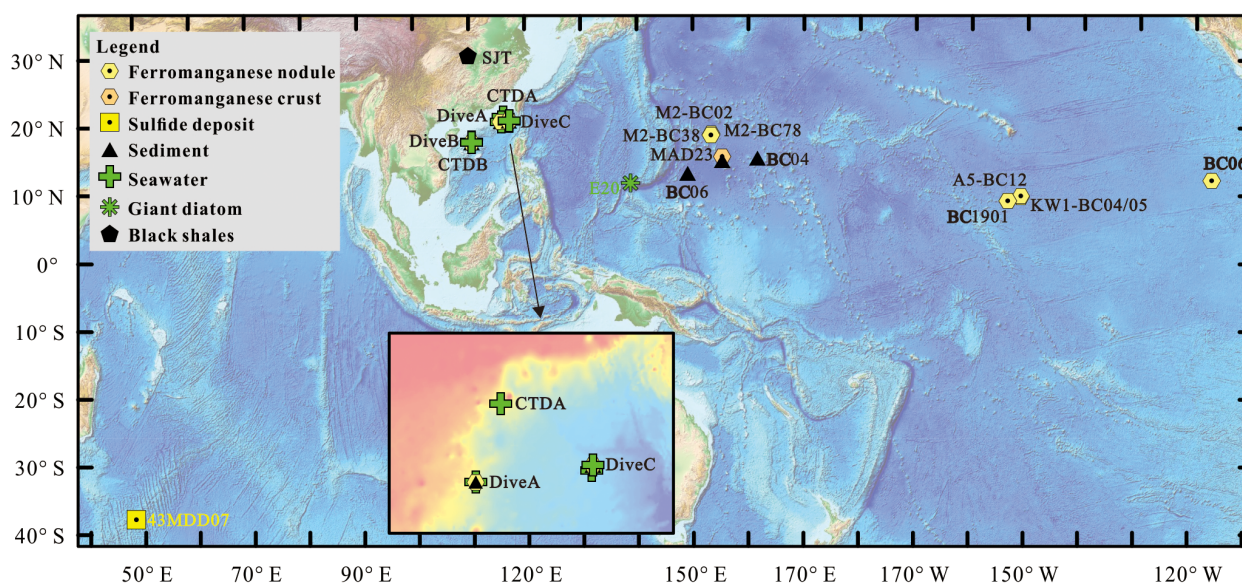 Legend
Ferromanganese nodule
Ferromanganese crust
Sulfide deposit
Sediment
Seawater
Giant diatom
Black shales
30° N
20° N
10° N
0°
10° S
20° S
30° S
40° S
SJT
CTDA
DiveA
DiveC
DiveB
CTDB
M2-BC02
M2-BC38
M2-BC78
MAD23
BC04
E20
BC06
BC06
A5-BC12
KW1-BC04/05
BC1901
CTDA
DiveC
DiveA
43MDD07
50° E
70° E
90° E
120° E
150° E
170° E
170° W
150° W
120° W